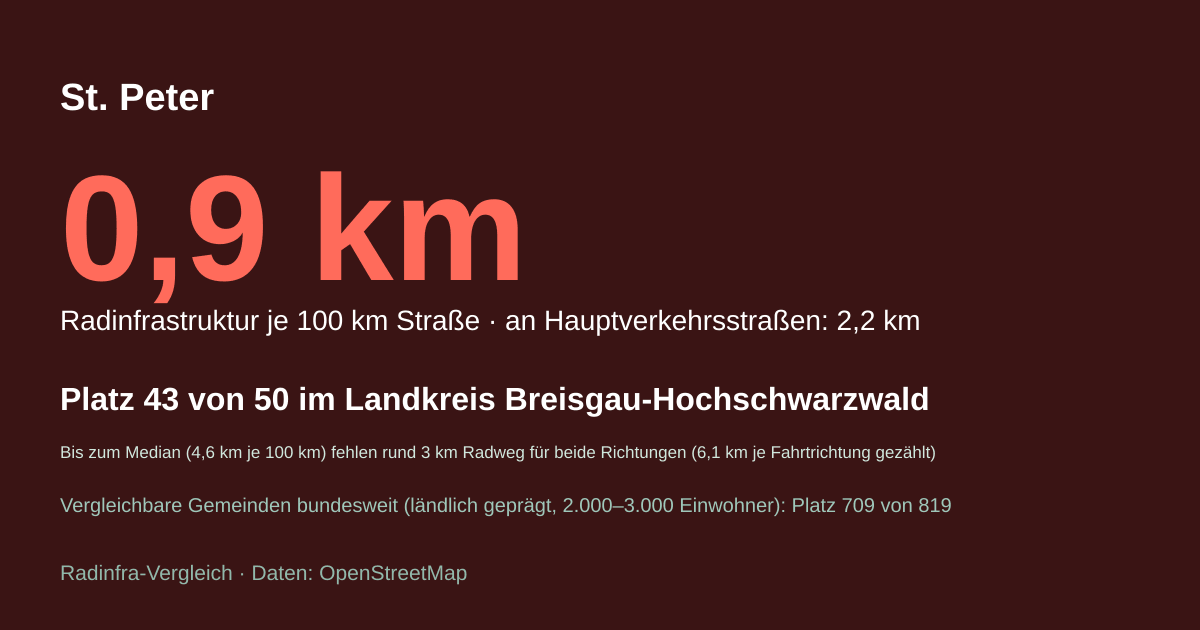 St. Peter
0,9 km
Radinfrastruktur je 100 km Straße · an Hauptverkehrsstraßen: 2,2 km
Platz 43 von 50 im Landkreis Breisgau-Hochschwarzwald
Bis zum Median (4,6 km je 100 km) fehlen rund 3 km Radweg für beide Richtungen (6,1 km je Fahrtrichtung gezählt)
Vergleichbare Gemeinden bundesweit (ländlich geprägt, 2.000–3.000 Einwohner): Platz 709 von 819
Radinfra-Vergleich · Daten: OpenStreetMap